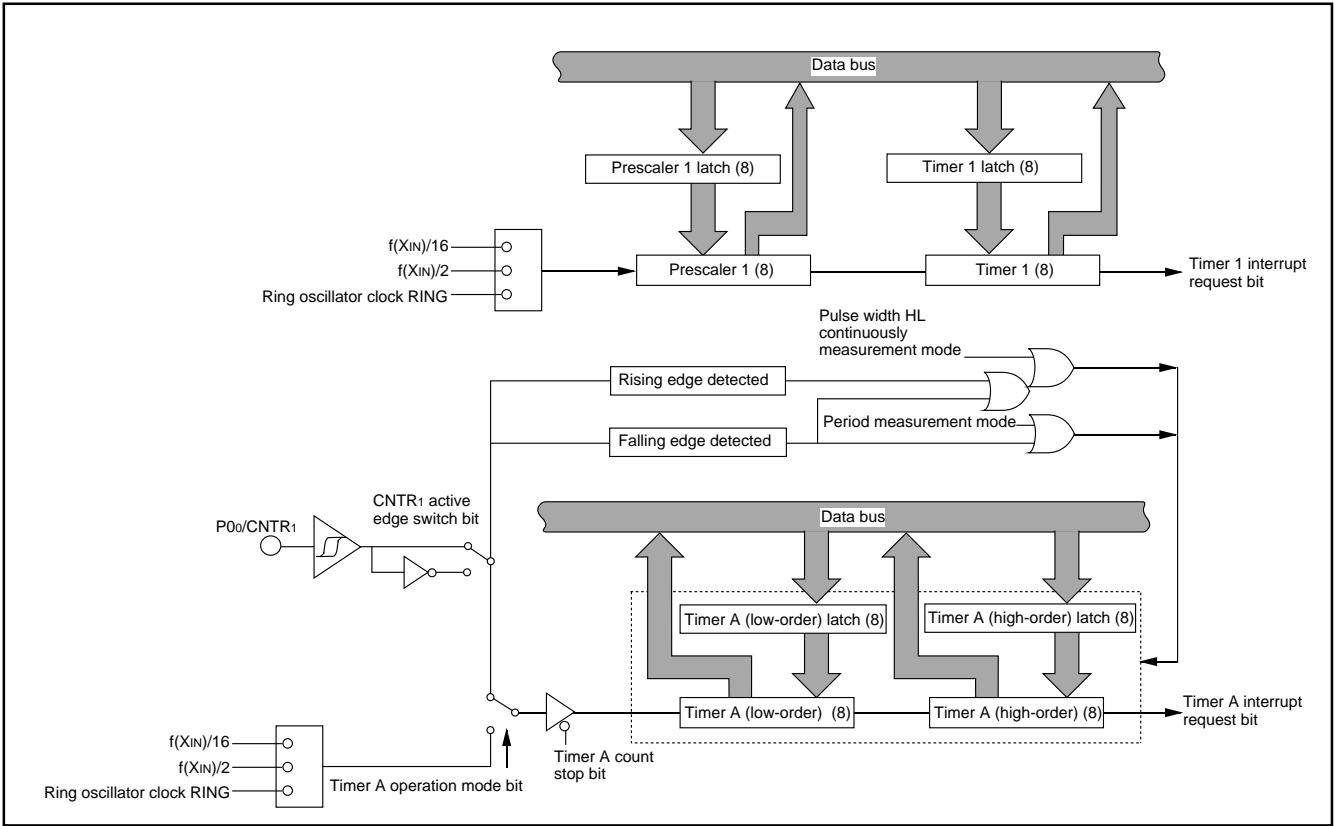 Data bus
Prescaler 1 latch (8)
Timer 1 latch (8)
f(XIN)/16
f(XIN)/2
Ring oscillator clock RING
Prescaler 1 (8)
Timer 1 (8)
Timer 1 interrupt
request bit
Pulse width HL
continuously
measurement mode
Rising edge detected
Period measurement mode
Falling edge detected
CNTR1 active
edge switch bit
P00/CNTR1
Data bus
Timer A (low-order) latch (8)
Timer A (high-order) latch (8)
Timer A (low-order) (8)
Timer A (high-order) (8)
Timer A interrupt
request bit
f(XIN)/16
f(XIN)/2
Ring oscillator clock RING
Timer A operation mode bit
Timer A count
stop bit